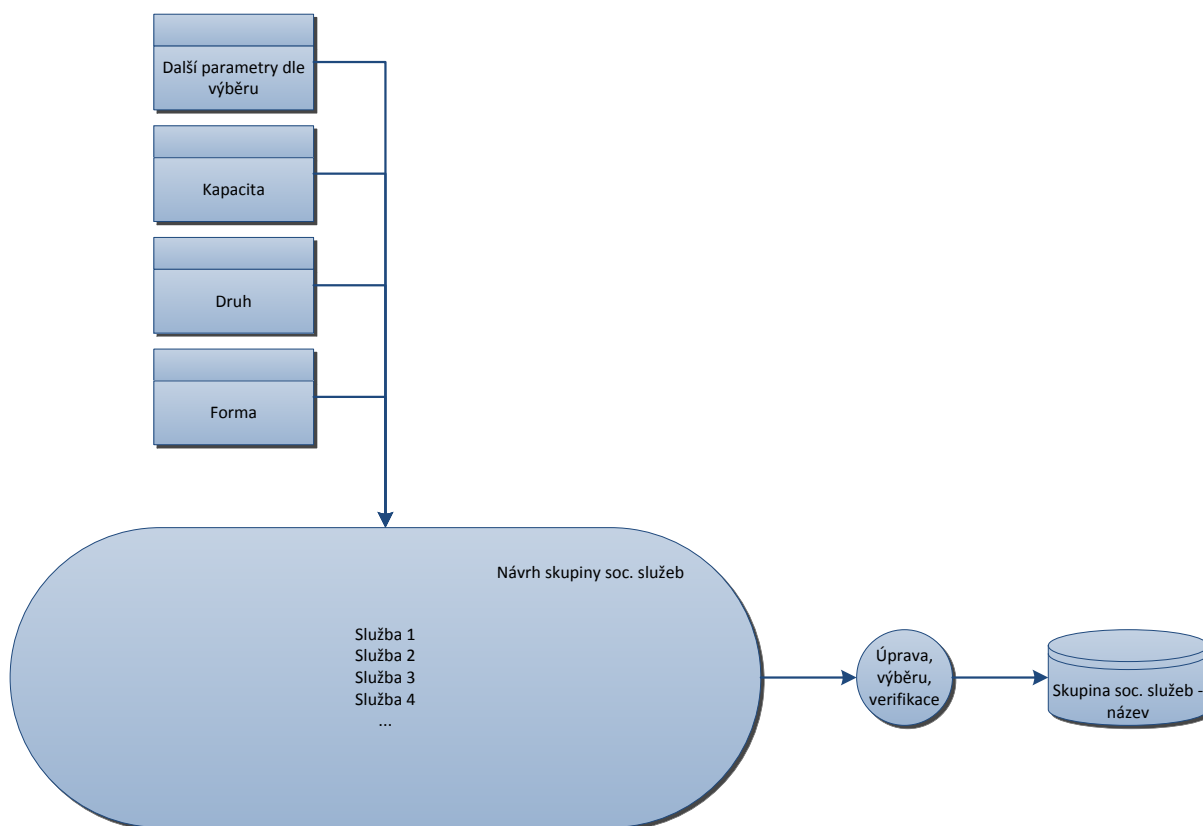 Další parametry dle
výběru
Kapacita
Druh
Forma
Návrh skupiny soc. služeb
Služba 1
Služba 2
Služba 3
Služba 4
...
Úprava,
výběru,
verifikace
Skupina soc. služeb -
název